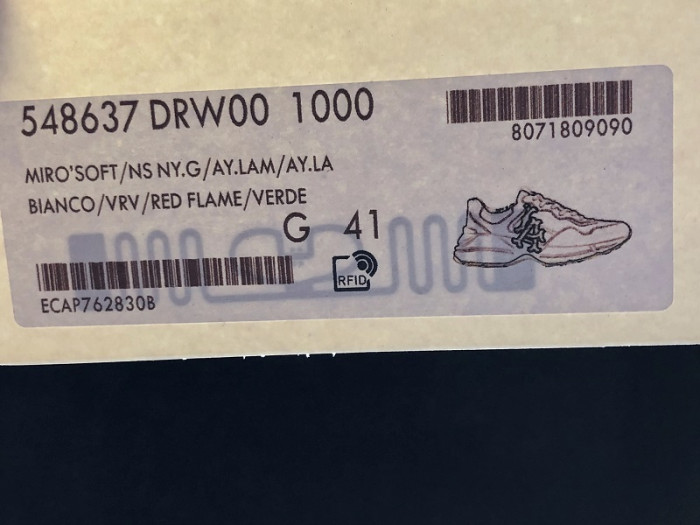 548637 DRW00 1000
8071809090
MIRO'SOFT/NS NY.G/AY.LAM/AY.LA
BIANCO/VRV/RED FLAME/VERDE
G 41
RFID
ECAP762830B